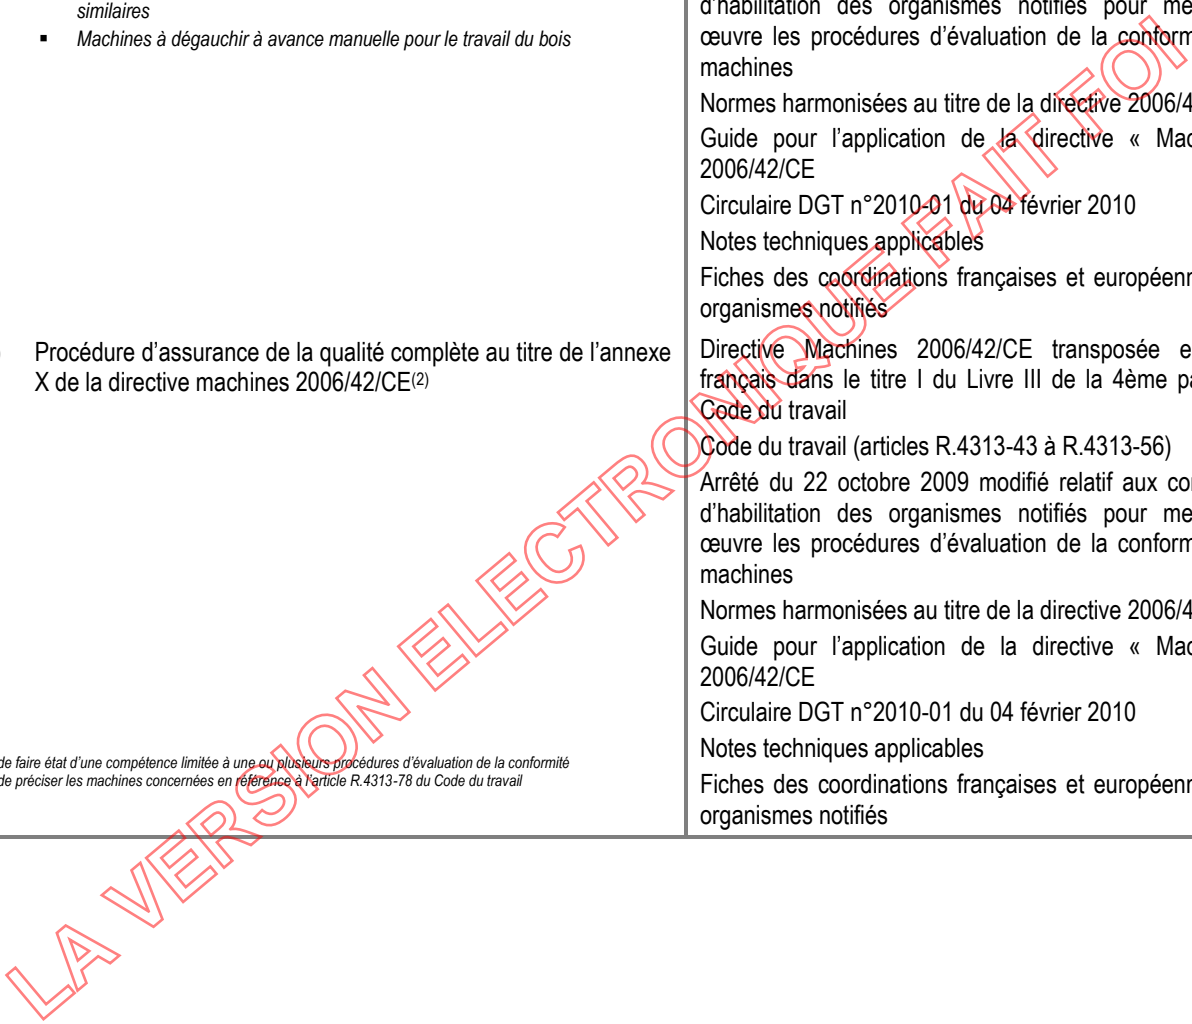 similaires
▪ Machines à dégauchir à avance manuelle pour le travail du bois
Procédure d'assurance de la qualité complète au titre de l'annexe
X de la directive machines 2006/42/CE(2)
de faire état d'une compétence limitée à une ou plusieurs procédures d'évaluation de la conformité
de préciser les machines concernées en référence à l'article R.4313-78 du Code du travail
d'habilitation des organismes notifiés pour me
œuvre les procédures d'évaluation de la conform
machines
Normes harmonisées au titre de la directive 2006/4
Guide pour l'application de la directive « Mac
2006/42/CE
Circulaire DGT n°2010-01 du 04 février 2010
Notes techniques applicables
Fiches des coordinations françaises et européenn
organismes notifiés
Directive Machines 2006/42/CE transposée e
français dans le titre I du Livre III de la 4ème pa
Code du travail
Code du travail (articles R.4313-43 à R.4313-56)
Arrêté du 22 octobre 2009 modifié relatif aux con
d'habilitation des organismes notifiés pour me
œuvre les procédures d'évaluation de la conform
machines
Normes harmonisées au titre de la directive 2006/4
Guide pour l'application de la directive « Mac
2006/42/CE
Circulaire DGT n°2010-01 du 04 février 2010
Notes techniques applicables
Fiches des coordinations françaises et européenn
organismes notifiés
LA VERSION ELECTRONIQUE FAIT FOI